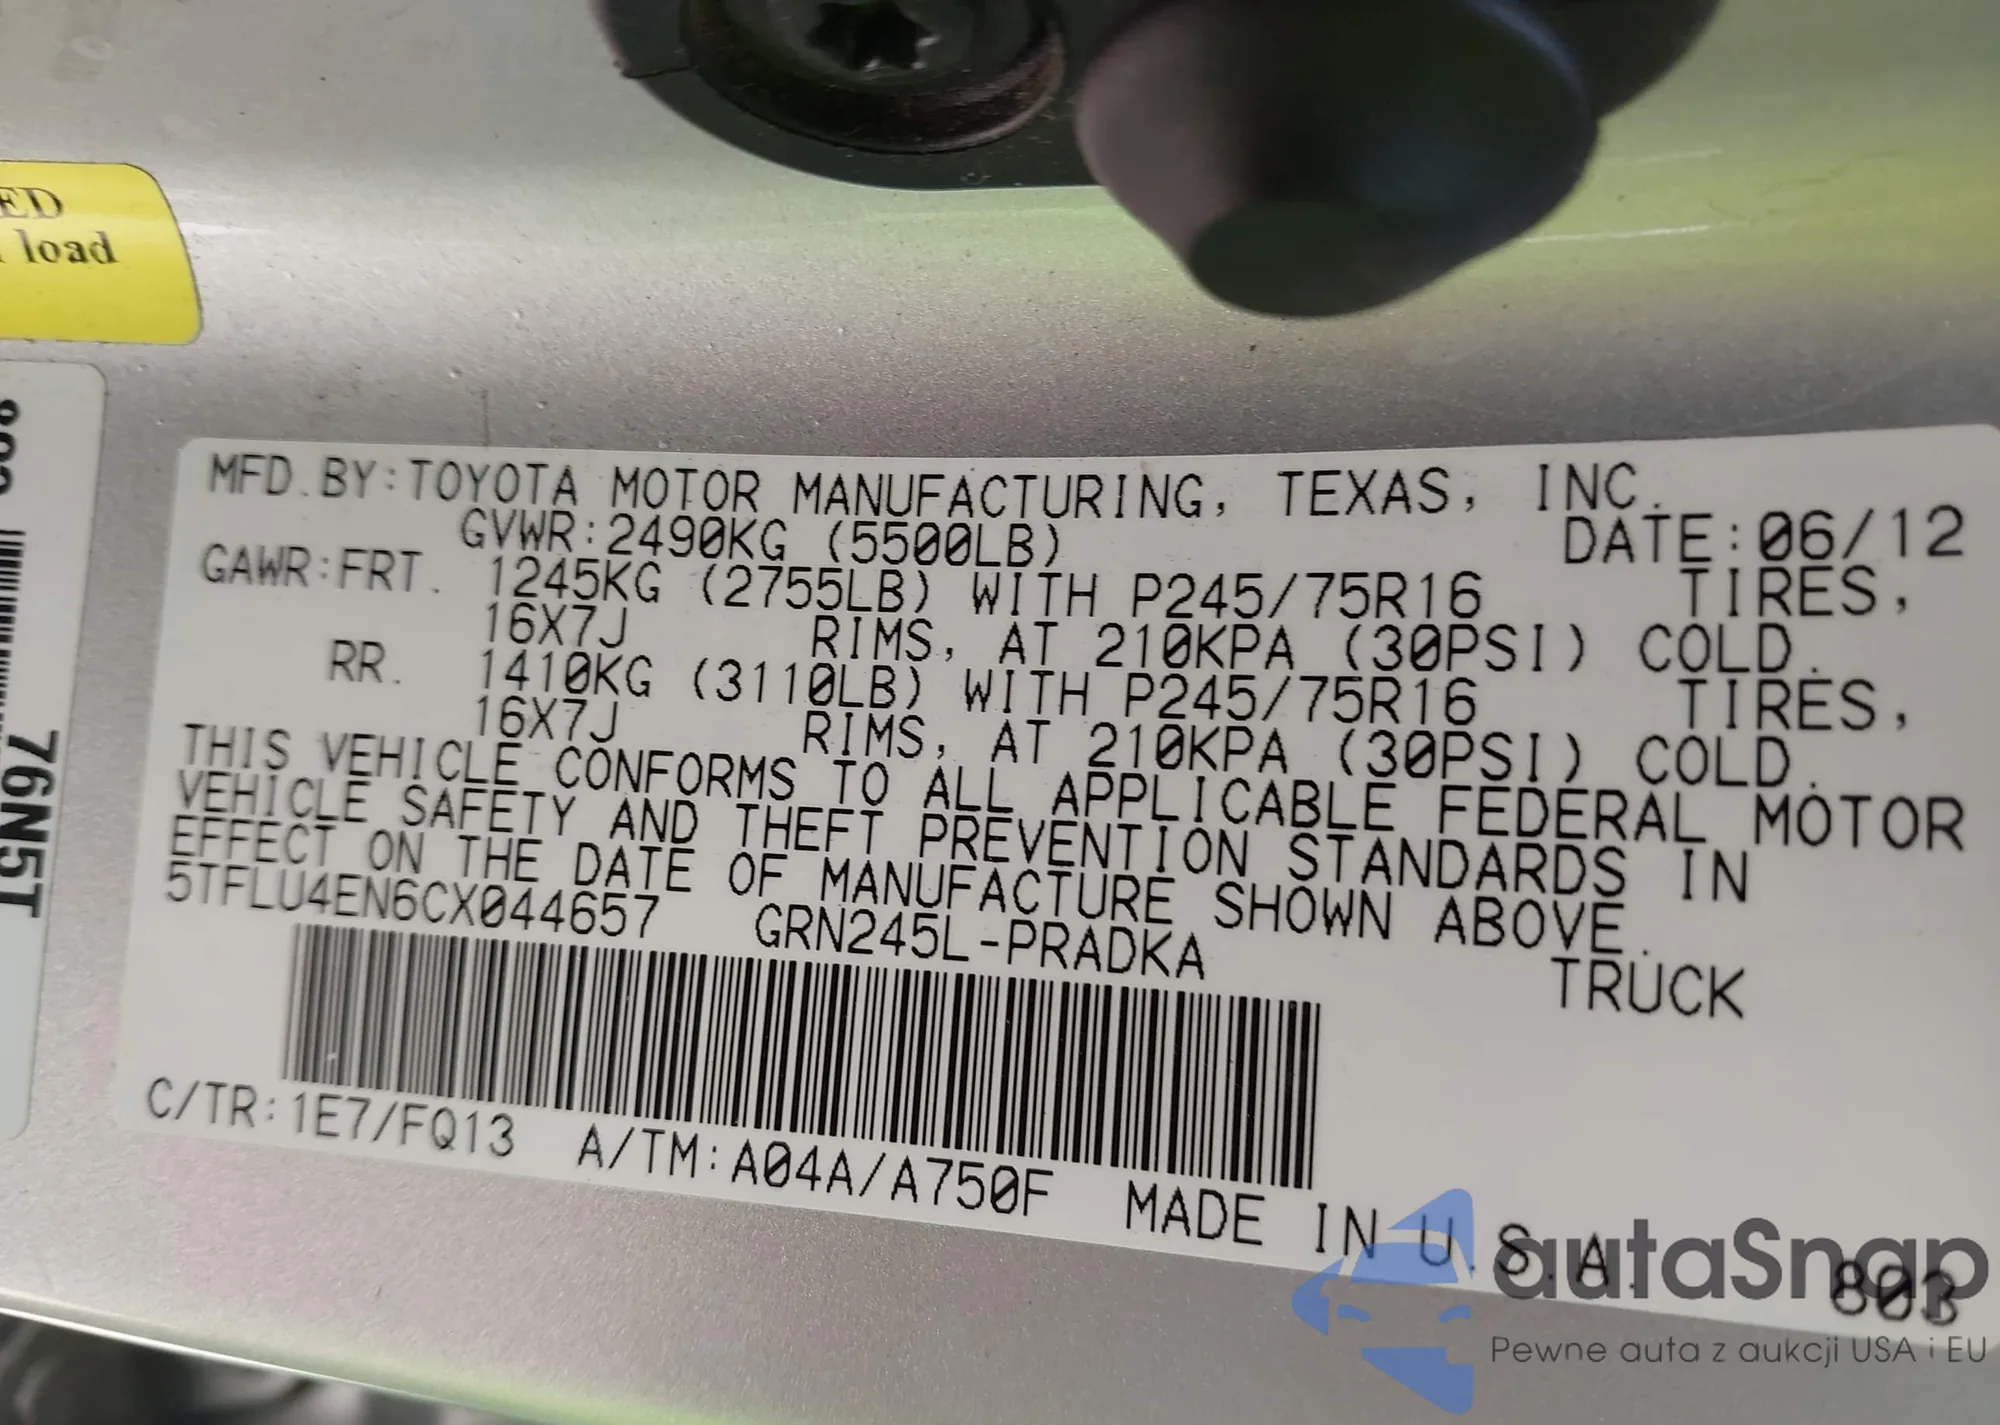 ED
load
803
76N5T
MFD.BY:TOYOTA MOTOR MANUFACTURING, TEXAS, INC.
GVWR:2490KG (5500LB) DATE:06/12
GAWR:FRT. 1245KG (2755LB) WITH P245/75R16 TIRES,
16X7J RIMS, AT 210KPA (30PSI) COLD.
RR. 1410KG (3110LB) WITH P245/75R16 TIRES,
16X7J RIMS, AT 210KPA (30PSI) COLD.
THIS VEHICLE CONFORMS TO ALL APPLICABLE FEDERAL MOTOR
VEHICLE SAFETY AND THEFT PREVENTION STANDARDS IN
EFFECT ON THE DATE OF MANUFACTURE SHOWN ABOVE.
5TFLU4EN6CX044657 GRN245L-PRADKA TRUCK
C/TR:1E7/FQ13 A/TM:A04A/A750F MADE IN U.S.A.
803
autaSnap
Pewne auta z aukcji USA i EU